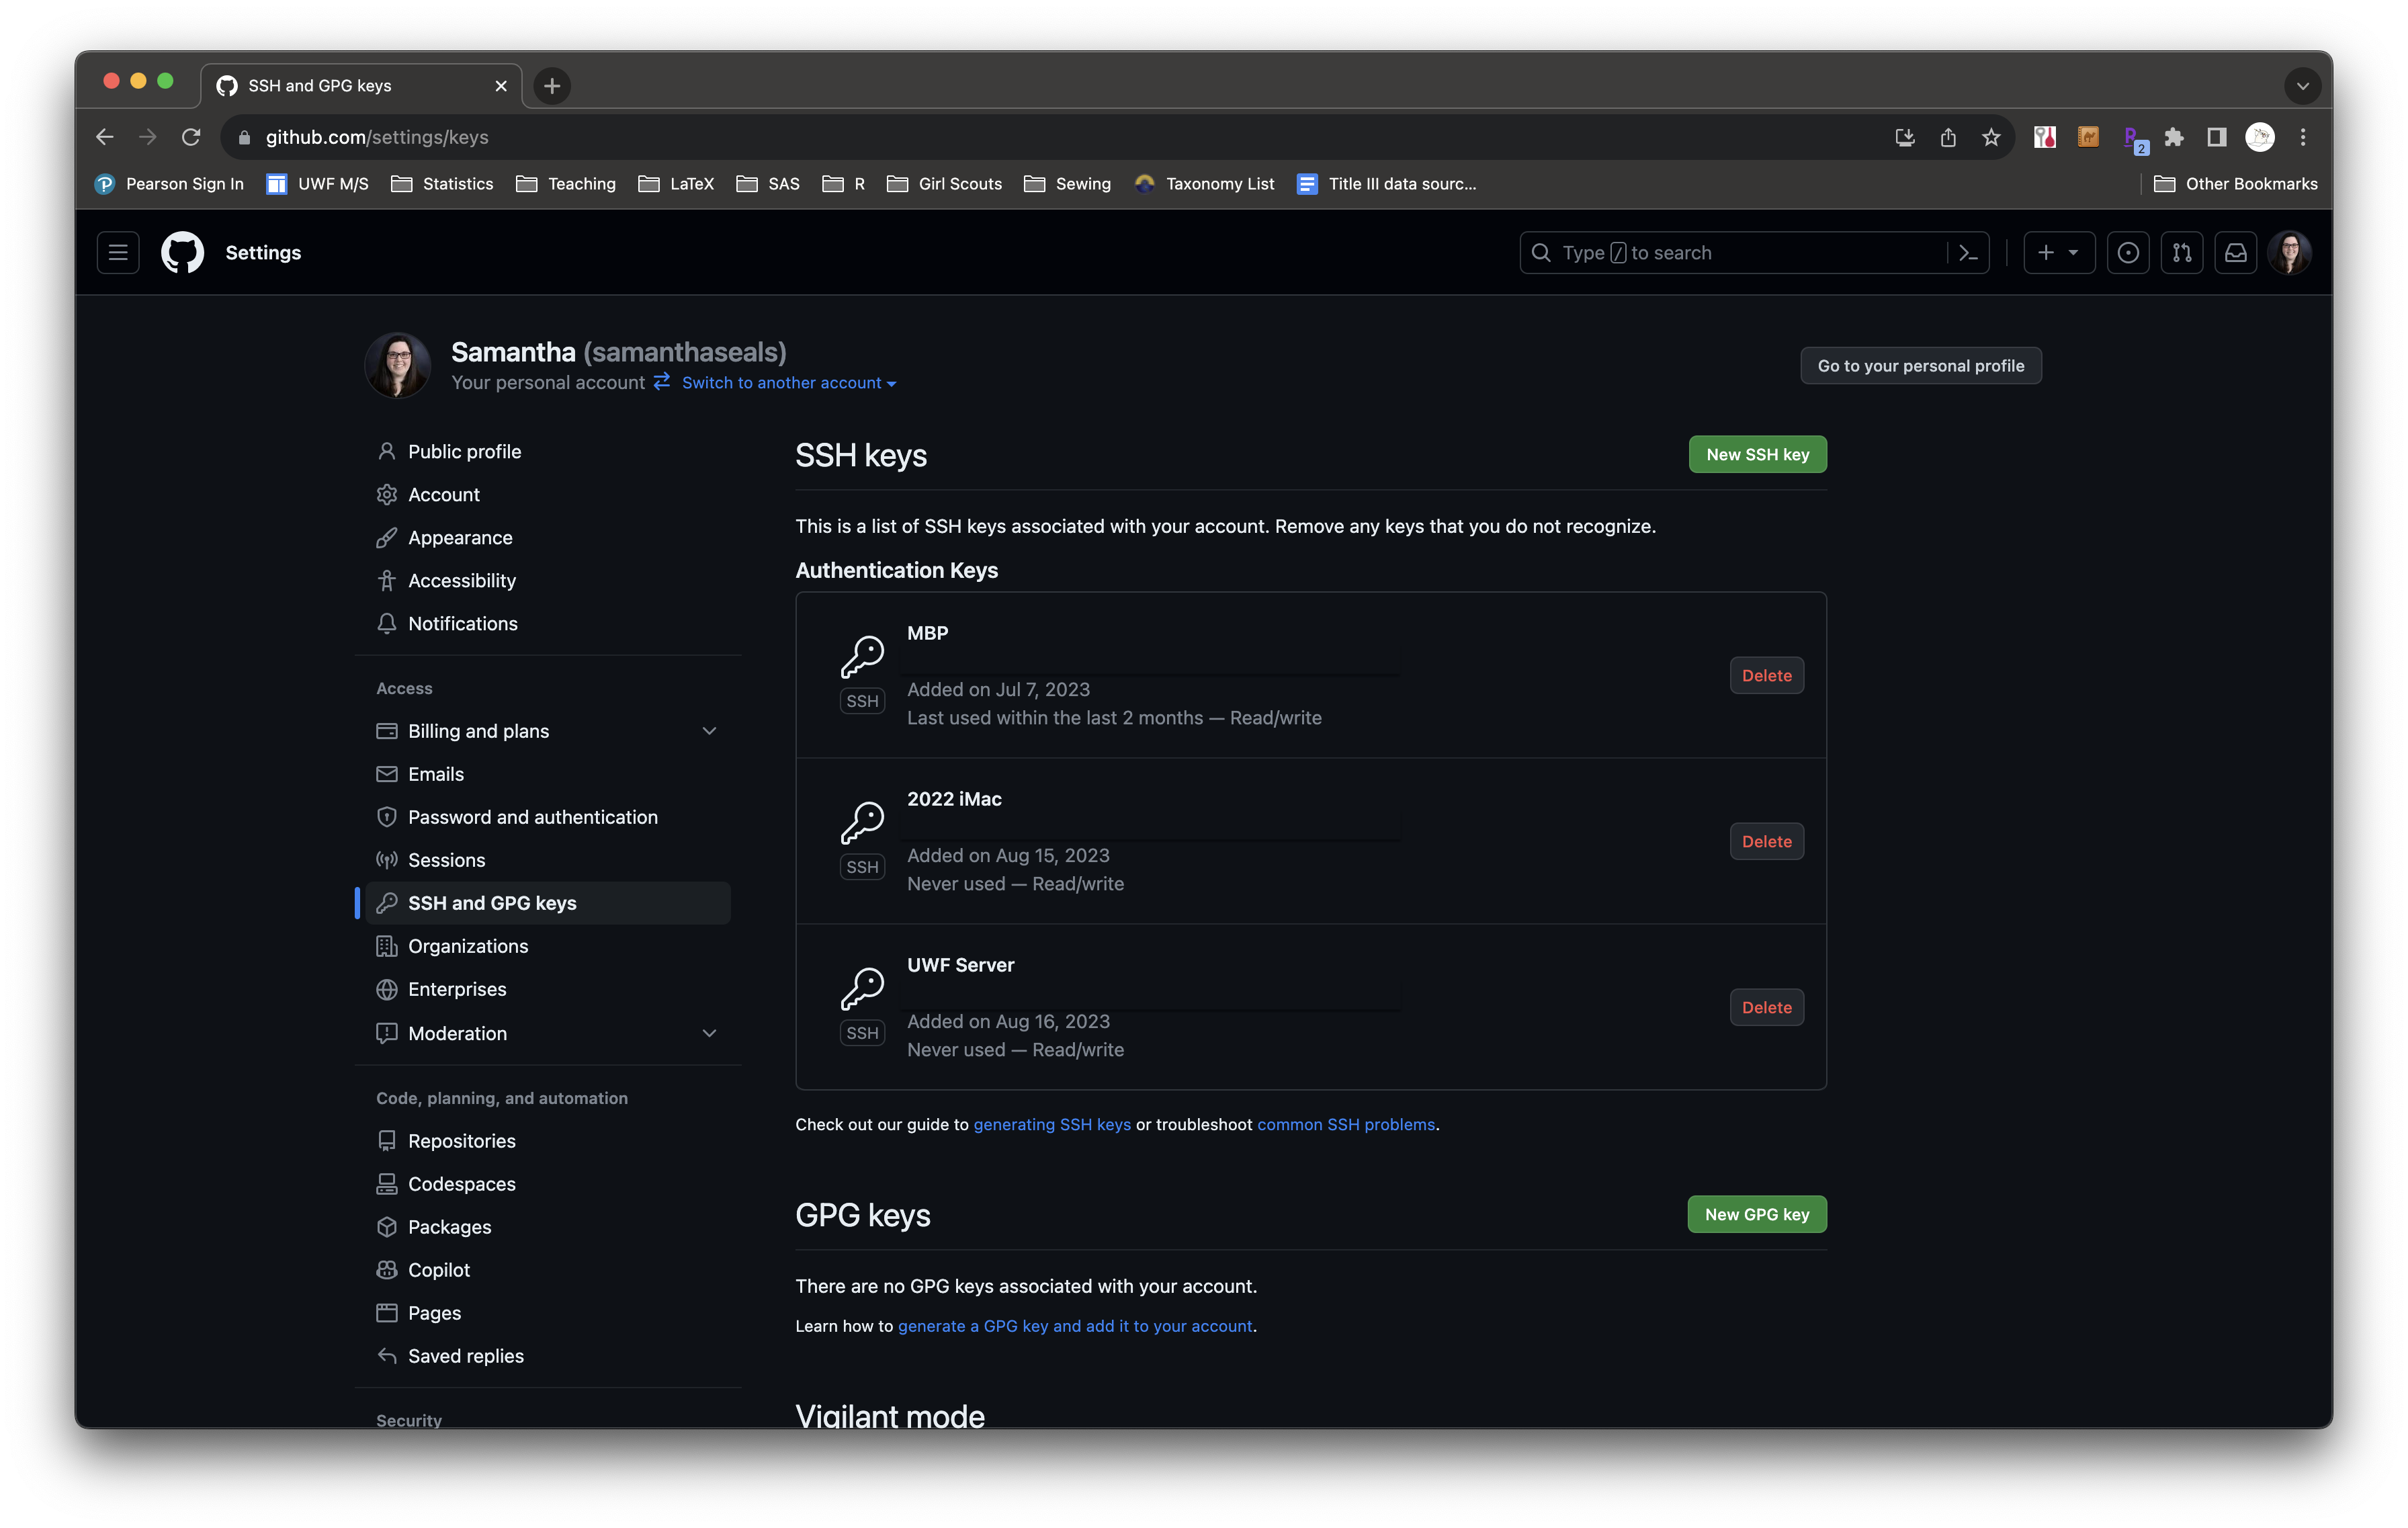 SSH and GPG keys
github.com/settings/keys
2
Pearson Sign In UWF M/S Statistics Teaching LaTeX SAS R Girl Scouts Sewing Taxonomy List Title III data sourc... Other Bookmarks
Settings
Type / to search
Samantha (samanthaseals)
Your personal account Switch to another account
Go to your personal profile
Public profile
Account
Appearance
Accessibility
Notifications
Access
Billing and plans
Emails
Password and authentication
Sessions
SSH and GPG keys
Organizations
Enterprises
Moderation
Code, planning, and automation
Repositories
Codespaces
Packages
Copilot
Pages
Saved replies
Security
SSH keys
New SSH key
This is a list of SSH keys associated with your account. Remove any keys that you do not recognize.
Authentication Keys
MBP
SSH
Added on Jul 7, 2023
Last used within the last 2 months — Read/write
Delete
2022 iMac
SSH
Added on Aug 15, 2023
Never used — Read/write
Delete
UWF Server
SSH
Added on Aug 16, 2023
Never used — Read/write
Delete
Check out our guide to generating SSH keys or troubleshoot common SSH problems.
GPG keys
New GPG key
There are no GPG keys associated with your account.
Learn how to generate a GPG key and add it to your account.
Vigilant mode